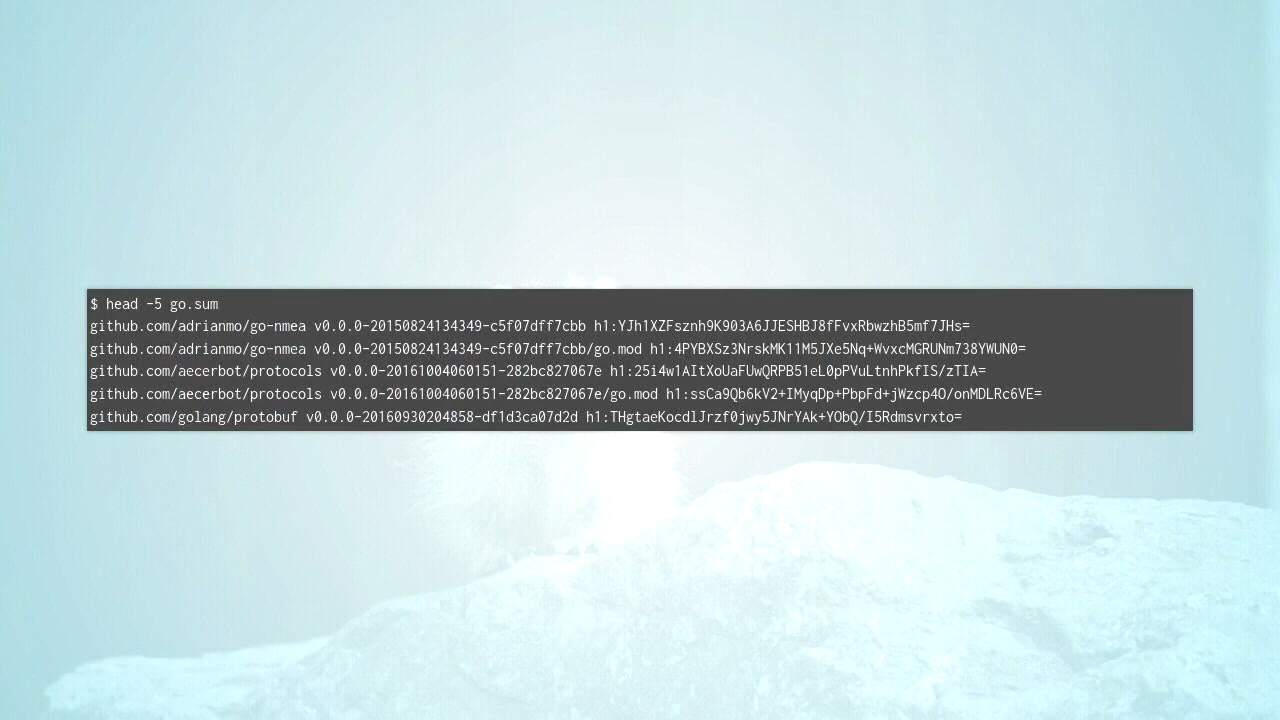 $ head -5 go.sum
github.com/adrianmo/go-nmea v0.0.0-20150824134349-c5f07dff7cbb h1:YJh1XZFsznh9K903A6JJESHBJ8fFvxRbwzhB5mf7JHs=
github.com/adrianmo/go-nmea v0.0.0-20150824134349-c5f07dff7cbb/go.mod h1:4PYBXSz3NrskMK11M5JXe5Nq+WvxcMGRUNm738YWUN0=
github.com/aecerbot/protocols v0.0.0-20161004060151-282bc827067e h1:25i4w1AItXoUaFUwQRPB51eL0pPVuLtnhPkfIS/zTIA=
github.com/aecerbot/protocols v0.0.0-20161004060151-282bc827067e/go.mod h1:ssCa9Qb6kV2+IMyqDp+PbpFd+jWzcp4O/onMDLRc6VE=
github.com/golang/protobuf v0.0.0-20160930204858-df1d3ca07d2d h1:THgtaeKocdlJrzf0jwy5JNrYAk+YObQ/I5Rdmsvrxto=